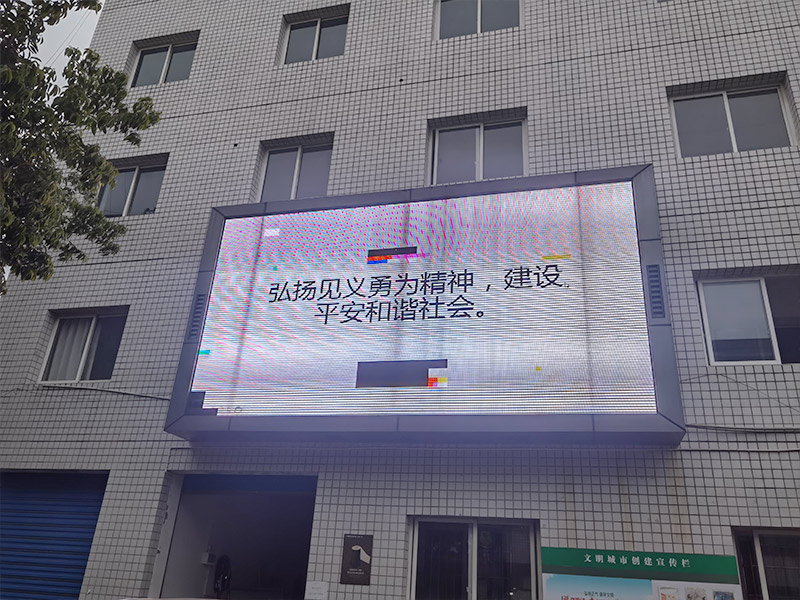 弘扬见义勇为精神，建设
平安和谐社会。
文明城市创建宣传栏